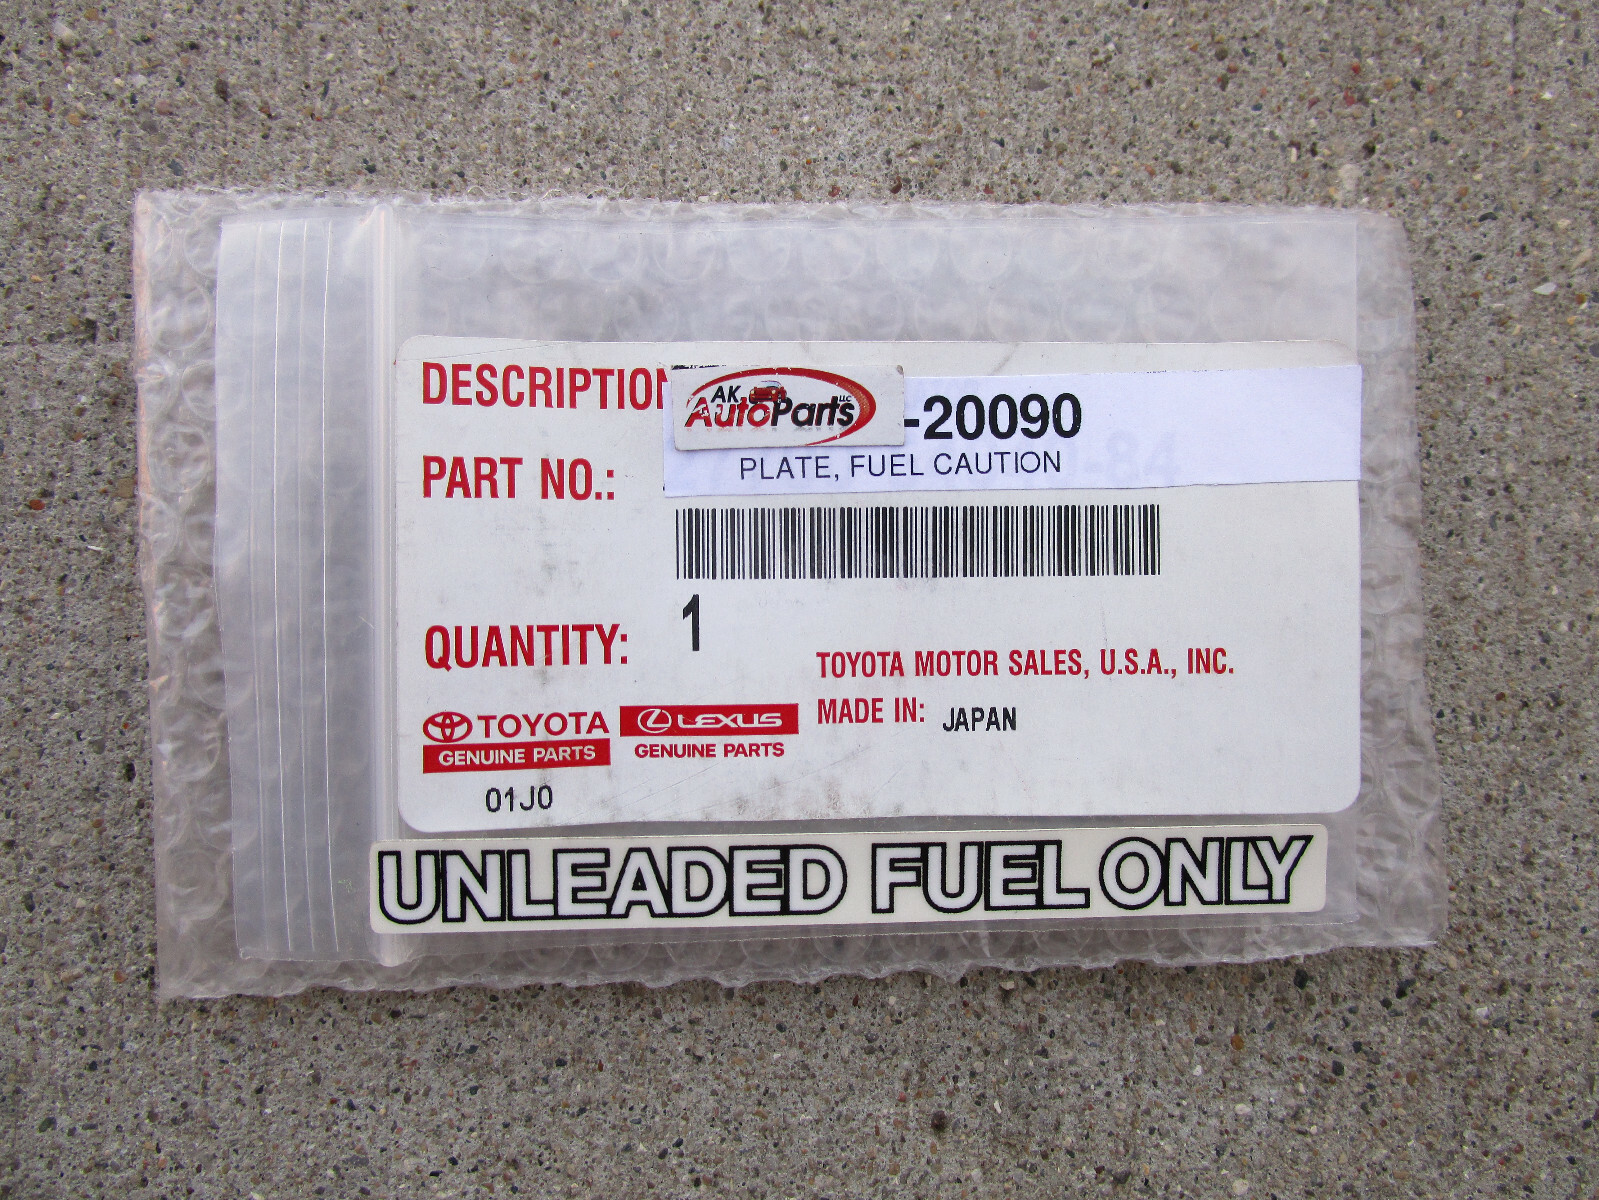 DESCRIPTION
AK
AutoParts LLC
-20090
PLATE, FUEL CAUTION
PART NO.:
-84
QUANTITY:
1
TOYOTA MOTOR SALES, U.S.A., INC.
MADE IN: JAPAN
TOYOTA
GENUINE PARTS
LEXUS
GENUINE PARTS
01J0
UNLEADED FUEL ONLY